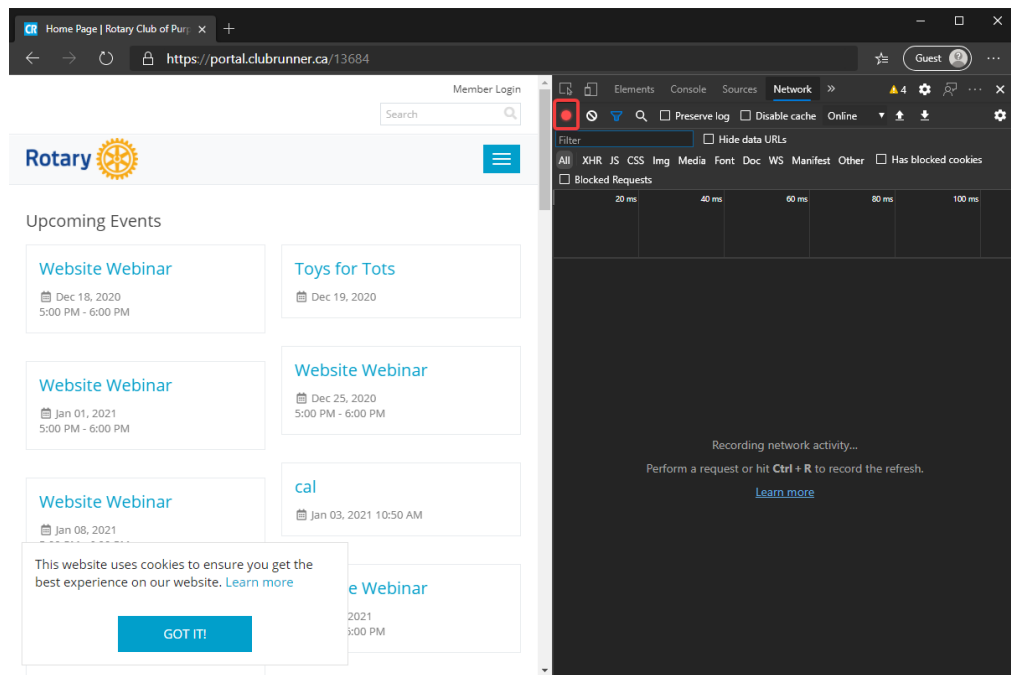 CR Home Page | Rotary Club of Purp
https://portal.clubrunner.ca/13684
Guest
Member Login
Search
Rotary
Upcoming Events
Website Webinar
Dec 18, 2020
5:00 PM - 6:00 PM
Toys for Tots
Dec 19, 2020
Website Webinar
Jan 01, 2021
5:00 PM - 6:00 PM
Website Webinar
Dec 25, 2020
5:00 PM - 6:00 PM
Website Webinar
Jan 08, 2021
cal
Jan 03, 2021 10:50 AM
e Webinar
2021
:00 PM
This website uses cookies to ensure you get the
best experience on our website. Learn more
GOT IT!
Elements Console Sources Network » 4
Preserve log Disable cache Online
Filter Hide data URLs
All XHR JS CSS Img Media Font Doc WS Manifest Other Has blocked cookies
Blocked Requests
20 ms 40 ms 60 ms 80 ms 100 ms
Recording network activity...
Perform a request or hit Ctrl + R to record the refresh.
Learn more